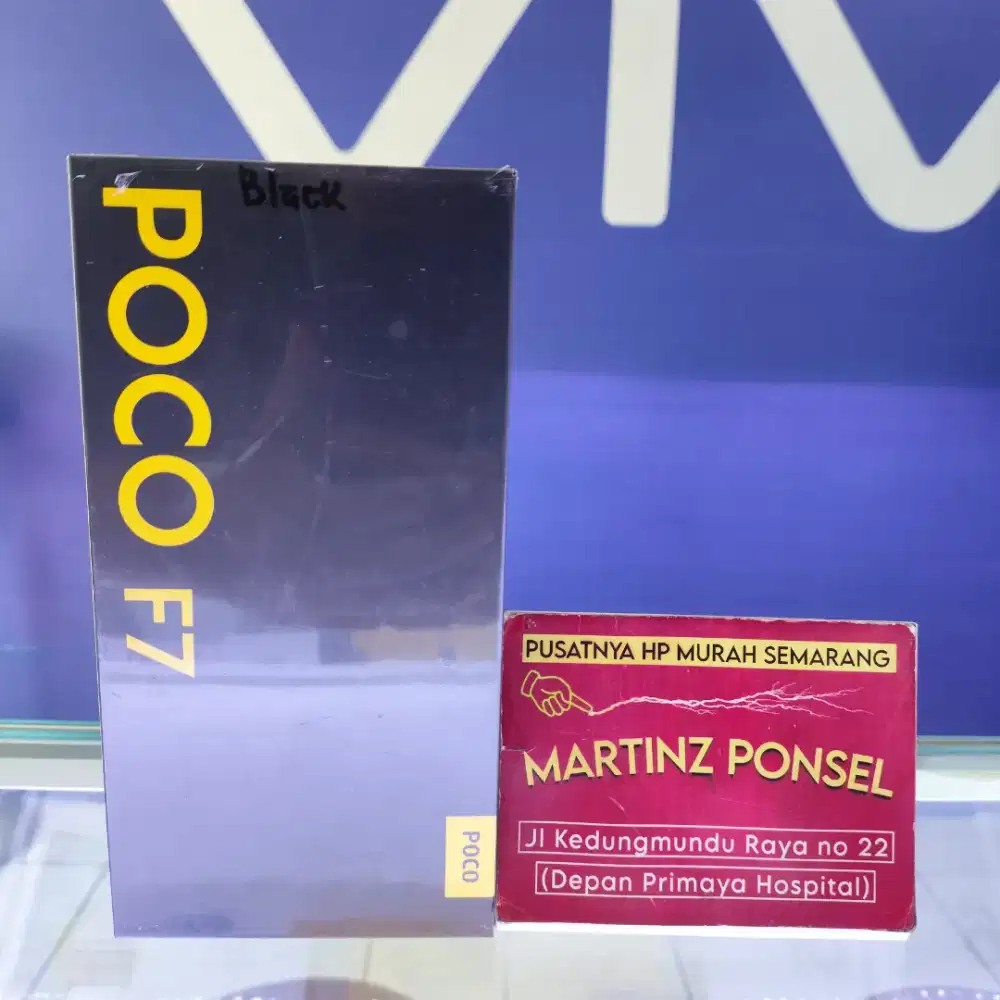 Black
POCO F7
POCO
PUSATNYA HP MURAH SEMARANG
MARTINZ PONSEL
Jl Kedungmundu Raya no 22
(Depan Primaya Hospital)